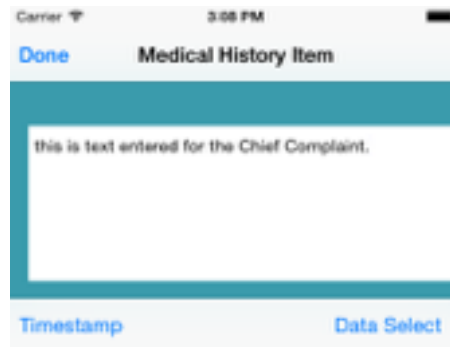 Carrier 3:08 PM
Done Medical History Item
this is text entered for the Chief Complaint.
Timestamp Data Select